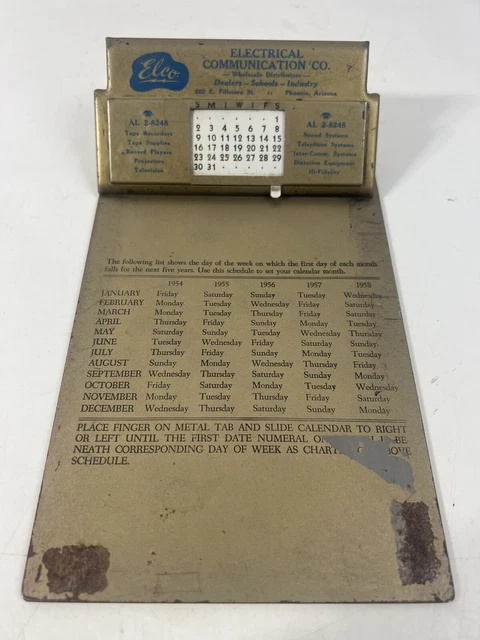 Elco
ELECTRICAL
COMMUNICATION CO.
— Wholesale Distributors —
Dealers - Schools - Industry
222 E. Fillmore St. Phoenix, Arizona
S M T W T F S
AL 2-8248
Tape Recorders
Tape Supplies
Record Players
Projectors
Television
1
2 3 4 5 6 7 8
9 10 11 12 13 14 15
16 17 18 19 20 21 22
23 24 25 26 27 28 29
30 31
AL 2-8248
Sound Systems
Telephone Systems
Inter-Comm. Systems
Dictation Equipment
Hi-Fidelity
The following list shows the day of the week on which the first day of each month
falls for the next five years. Use this schedule to set your calendar month.
1954 1955 1956 1957 1958
JANUARY Friday Saturday Sunday Tuesday Wednesday
FEBRUARY Monday Tuesday Wednesday Friday Saturday
MARCH Monday Tuesday Thursday Friday Saturday
APRIL Thursday Friday Sunday Monday Tuesday
MAY Saturday Sunday Tuesday Wednesday Thursday
JUNE Tuesday Wednesday Friday Saturday Sunday
JULY Thursday Friday Sunday Monday Tuesday
AUGUST Sunday Monday Wednesday Thursday Friday
SEPTEMBER Wednesday Thursday Saturday Sunday Monday
OCTOBER Friday Saturday Monday Tuesday Wednesday
NOVEMBER Monday Tuesday Thursday Friday Saturday
DECEMBER Wednesday Thursday Saturday Sunday Monday
PLACE FINGER ON METAL TAB AND SLIDE CALENDAR TO RIGHT
OR LEFT UNTIL THE FIRST DATE NUMERAL BE
NEATH CORRESPONDING DAY OF WEEK AS
SCHEDULE.